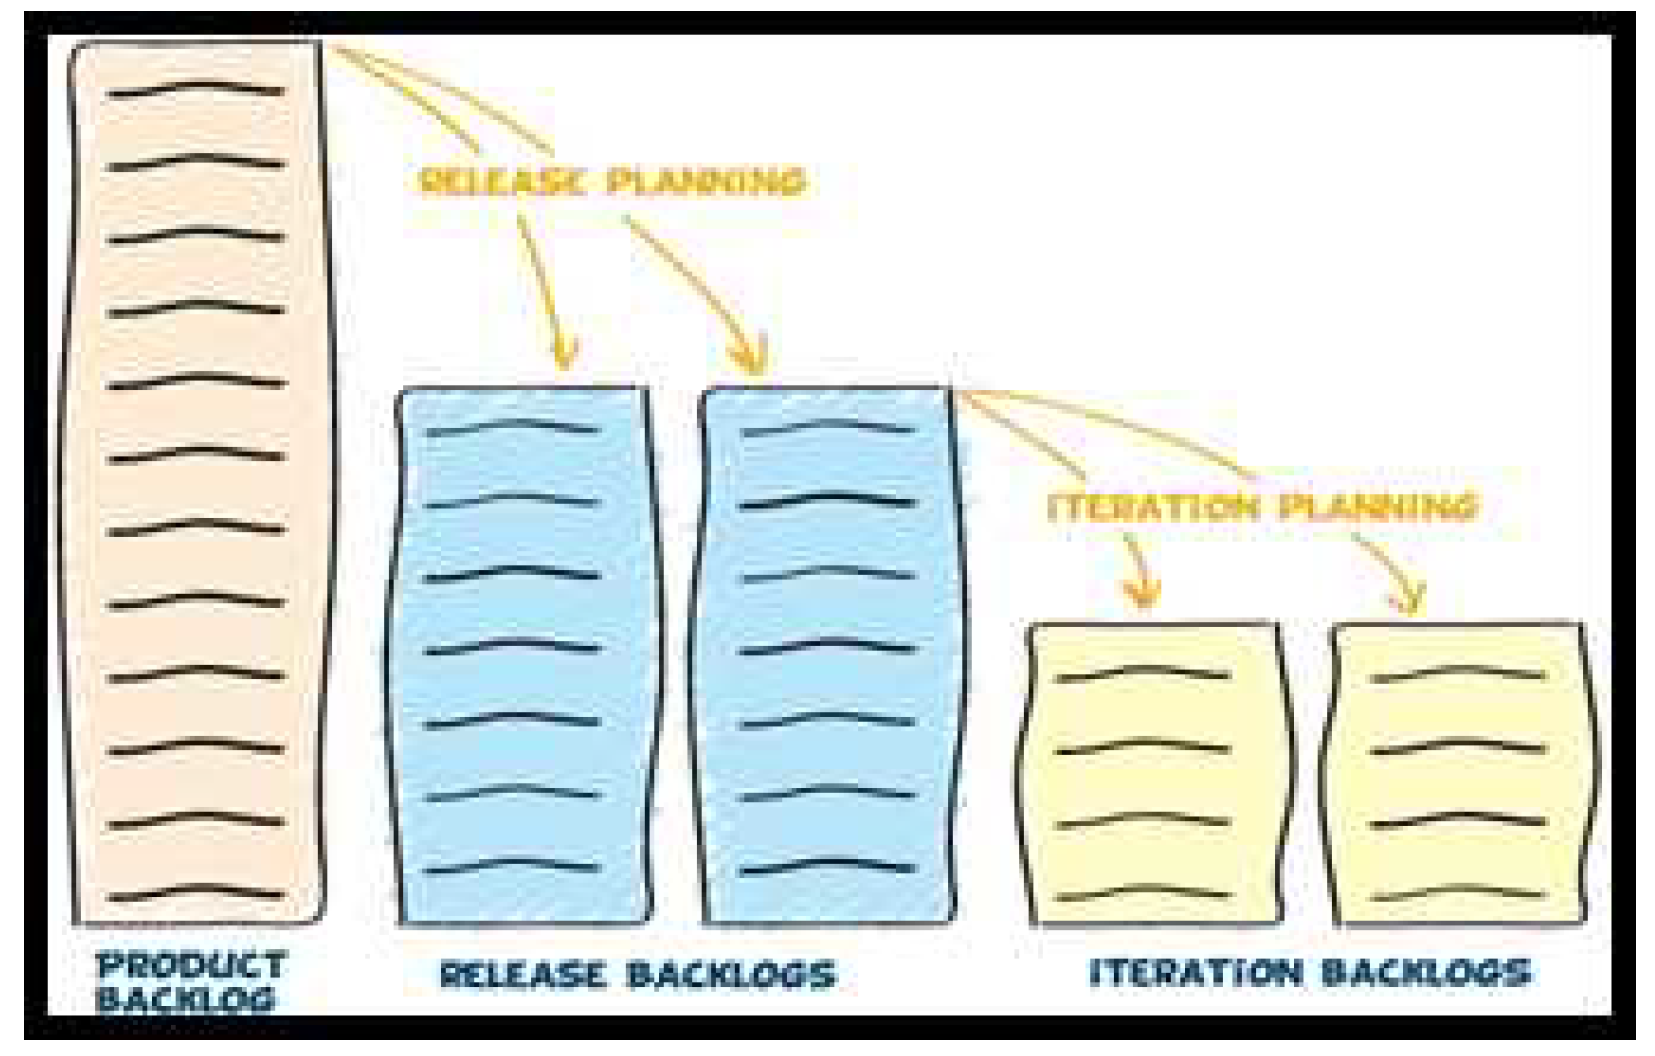 RELEASE PLANNING
ITERATION PLANNING
PRODUCT
BACKLOG
RELEASE BACKLOGS
ITERATION BACKLOGS